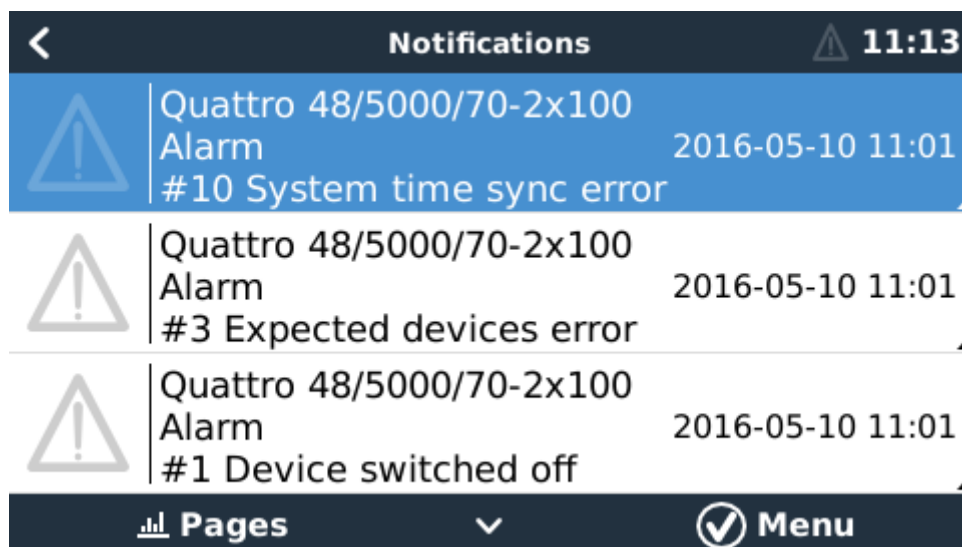 Notifications 11:13
Quattro 48/5000/70-2x100
Alarm 2016-05-10 11:01
#10 System time sync error
Quattro 48/5000/70-2x100
Alarm 2016-05-10 11:01
#3 Expected devices error
Quattro 48/5000/70-2x100
Alarm 2016-05-10 11:01
#1 Device switched off
Pages Menu